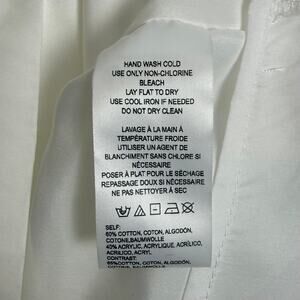 HAND WASH COLD
USE ONLY NON-CHLORINE
BLEACH
LAY FLAT TO DRY
USE COOL IRON IF NEEDED
DO NOT DRY CLEAN
LAVAGE À LA MAIN À
TEMPÉRATURE FROIDE
UTILISER UN AGENT DE
BLANCHIMENT SANS CHLORE SI
NÉCESSAIRE
POSER À PLAT POUR LE SÉCHAGE
REPASSAGE DOUX SI NÉCESSAIRE
NE PAS NETTOYER À SEC
SELF:
60% COTTON, COTON, ALGODÓN,
COTONE,BAUMWOLLE
40% ACRYLIC, ACRYLIQUE, ACRÍLICO,
ACRILICO, ACRYL
CONTRAST:
65% COTTON, COTON, ALGODÓN,
COTONE,BAUMWOLLE